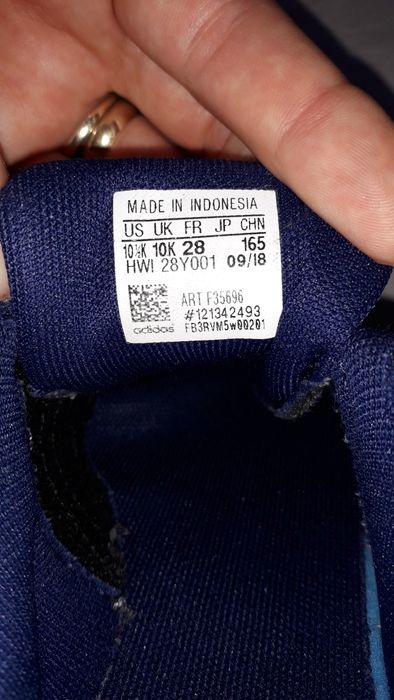 MADE IN INDONESIA
US UK FR JP CHN
10½K 10K 28 165
HWI 28Y001 09/18
ART F35696
#121342493
adidas FB3RVM5w00201